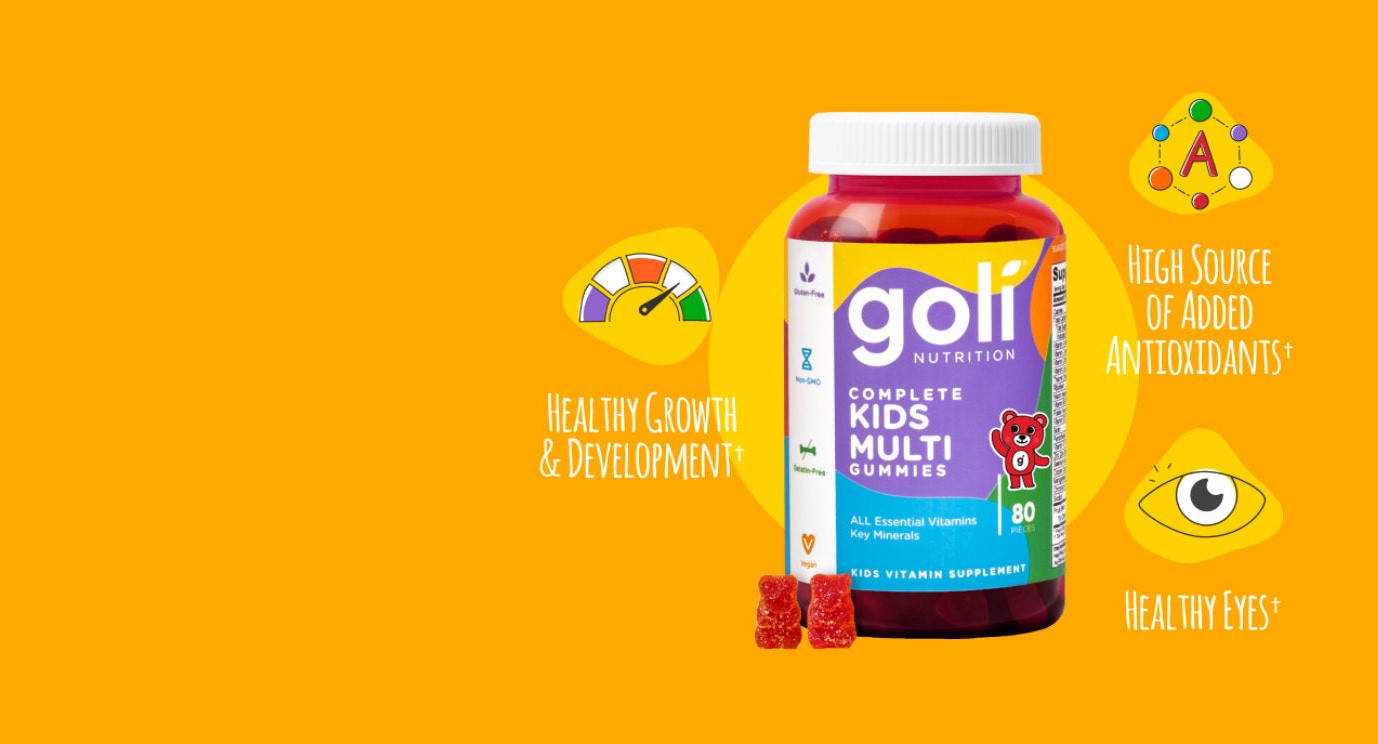 Healthy Growth
& Development†
Gluten-Free
Non-GMO
Gelatin-Free
Vegan
goli®
NUTRITION
COMPLETE
KIDS
MULTI
GUMMIES
g
80
PIECES
ALL Essential Vitamins
Key Minerals
KIDS VITAMIN SUPPLEMENT
A
High Source
of Added
Antioxidants†
Healthy Eyes†